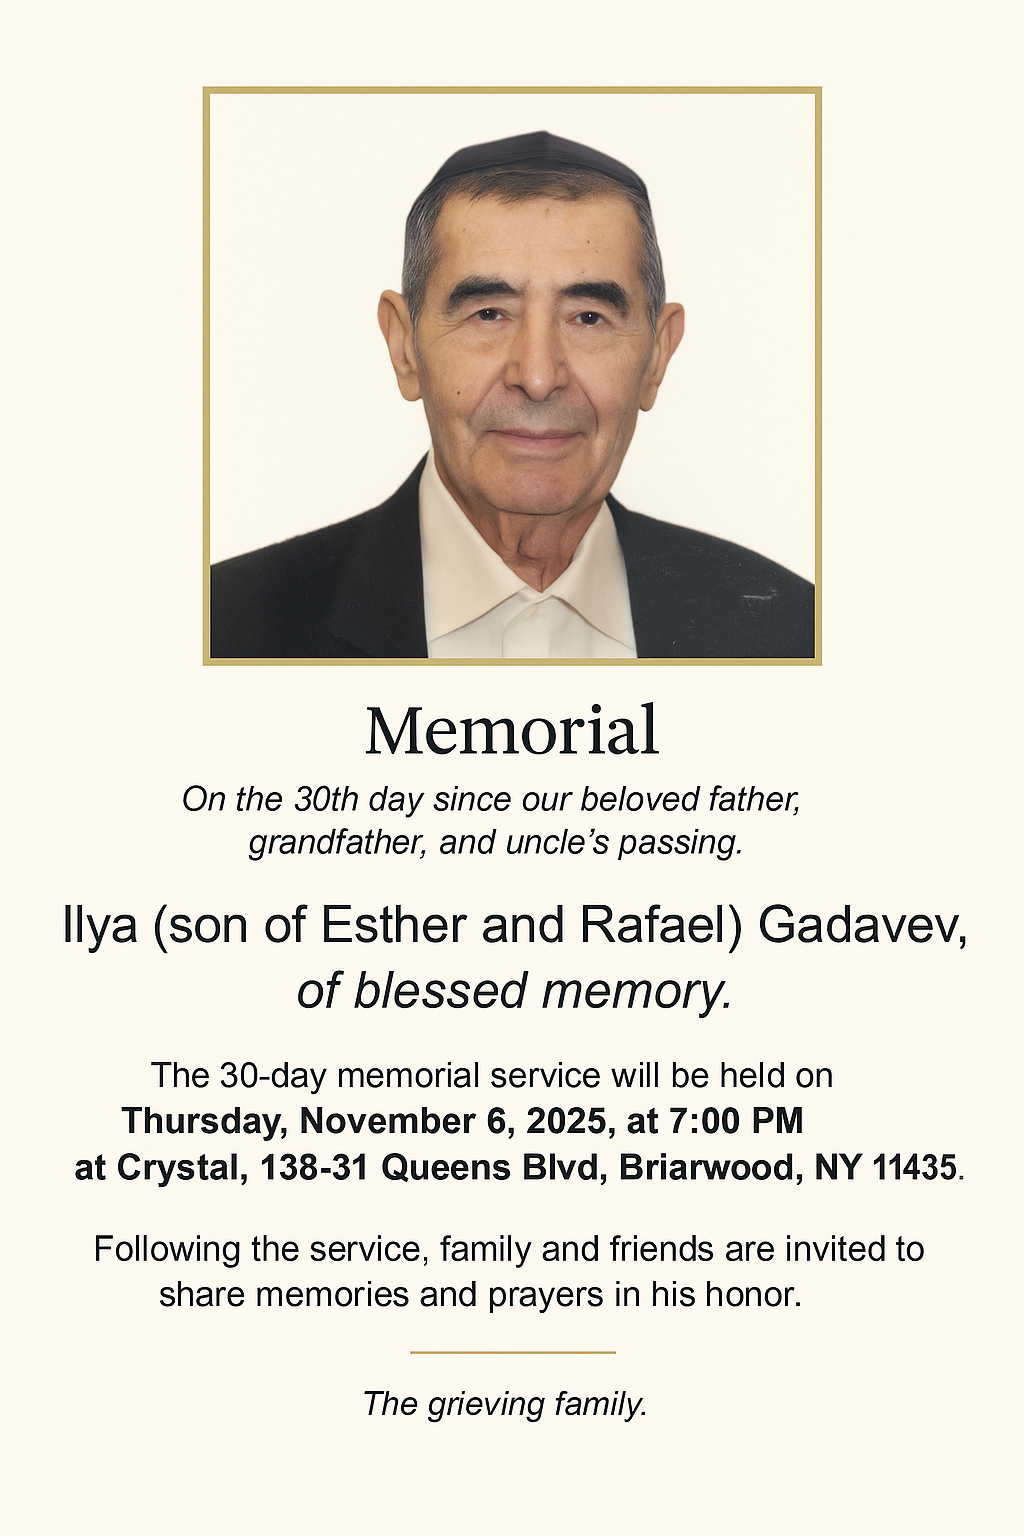 Memorial
On the 30th day since our beloved father,
grandfather, and uncle’s passing.
Ilya (son of Esther and Rafael) Gadavev,
of blessed memory.
The 30-day memorial service will be held on
Thursday, November 6, 2025, at 7:00 PM
at Crystal, 138-31 Queens Blvd, Briarwood, NY 11435.
Following the service, family and friends are invited to
share memories and prayers in his honor.
The grieving family.